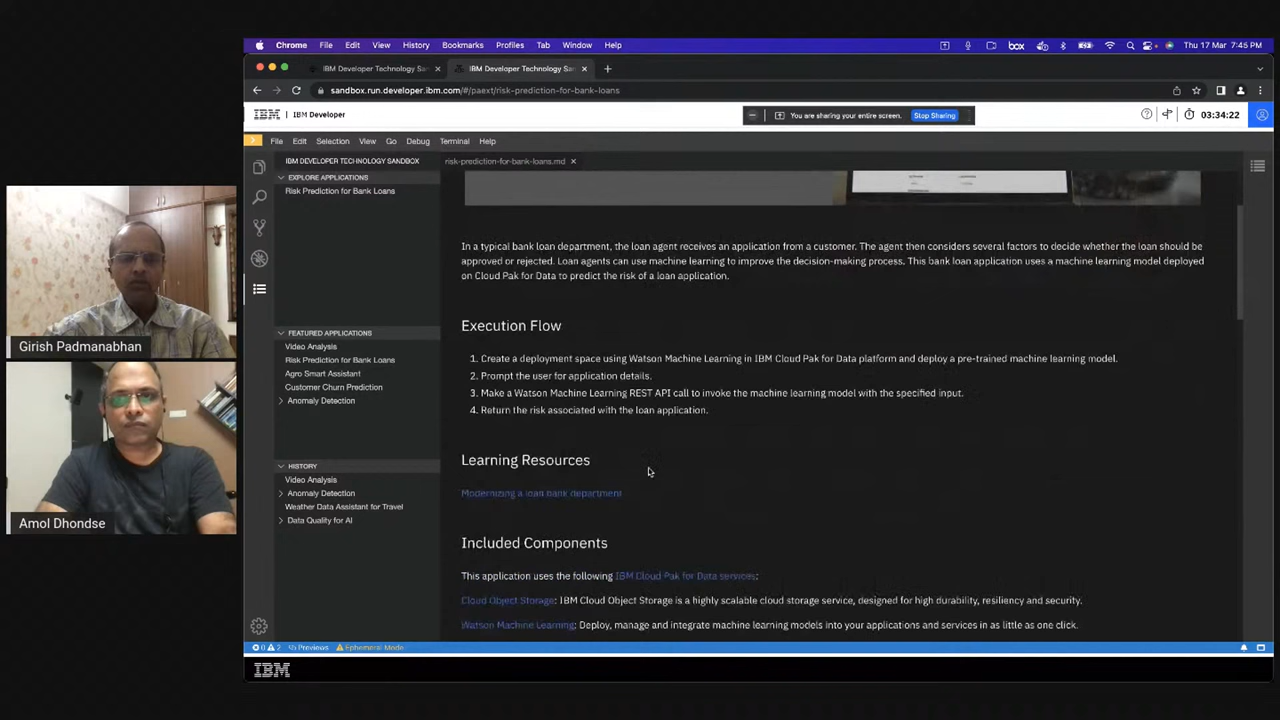 Chrome File Edit View History Bookmarks Profiles Tab Window Help
box
Thu 17 Mar 7:45 PM
IBM Developer Technology San
IBM Developer Technology San
sandbox.run.developer.ibm.com/#/paext/risk-prediction-for-bank-loans
IBM IBM Developer
You are sharing your entire screen. Stop Sharing
03:34:22
File Edit Selection View Go Debug Terminal Help
IBM DEVELOPER TECHNOLOGY SANDBOX
EXPLORE APPLICATIONS
Risk Prediction for Bank Loans
FEATURED APPLICATIONS
Video Analysis
Risk Prediction for Bank Loans
Agro Smart Assistant
Customer Churn Prediction
Anomaly Detection
HISTORY
Video Analysis
Anomaly Detection
Weather Data Assistant for Travel
Data Quality for AI
risk-prediction-for-bank-loans.md
In a typical bank loan department, the loan agent receives an application from a customer. The agent then considers several factors to decide whether the loan should be
approved or rejected. Loan agents can use machine learning to improve the decision-making process. This bank loan application uses a machine learning model deployed
on Cloud Pak for Data to predict the risk of a loan application.
Execution Flow
1. Create a deployment space using Watson Machine Learning in IBM Cloud Pak for Data platform and deploy a pre-trained machine learning model.
2. Prompt the user for application details.
3. Make a Watson Machine Learning REST API call to invoke the machine learning model with the specified input.
4. Return the risk associated with the loan application.
Learning Resources
Modernizing a loan bank department
Included Components
This application uses the following IBM Cloud Pak for Data services:
Cloud Object Storage: IBM Cloud Object Storage is a highly scalable cloud storage service, designed for high durability, resiliency and security.
Watson Machine Learning: Deploy, manage and integrate machine learning models into your applications and services in as little as one click.
Previews Ephemeral Mode
IBM
Girish Padmanabhan
Amol Dhondse